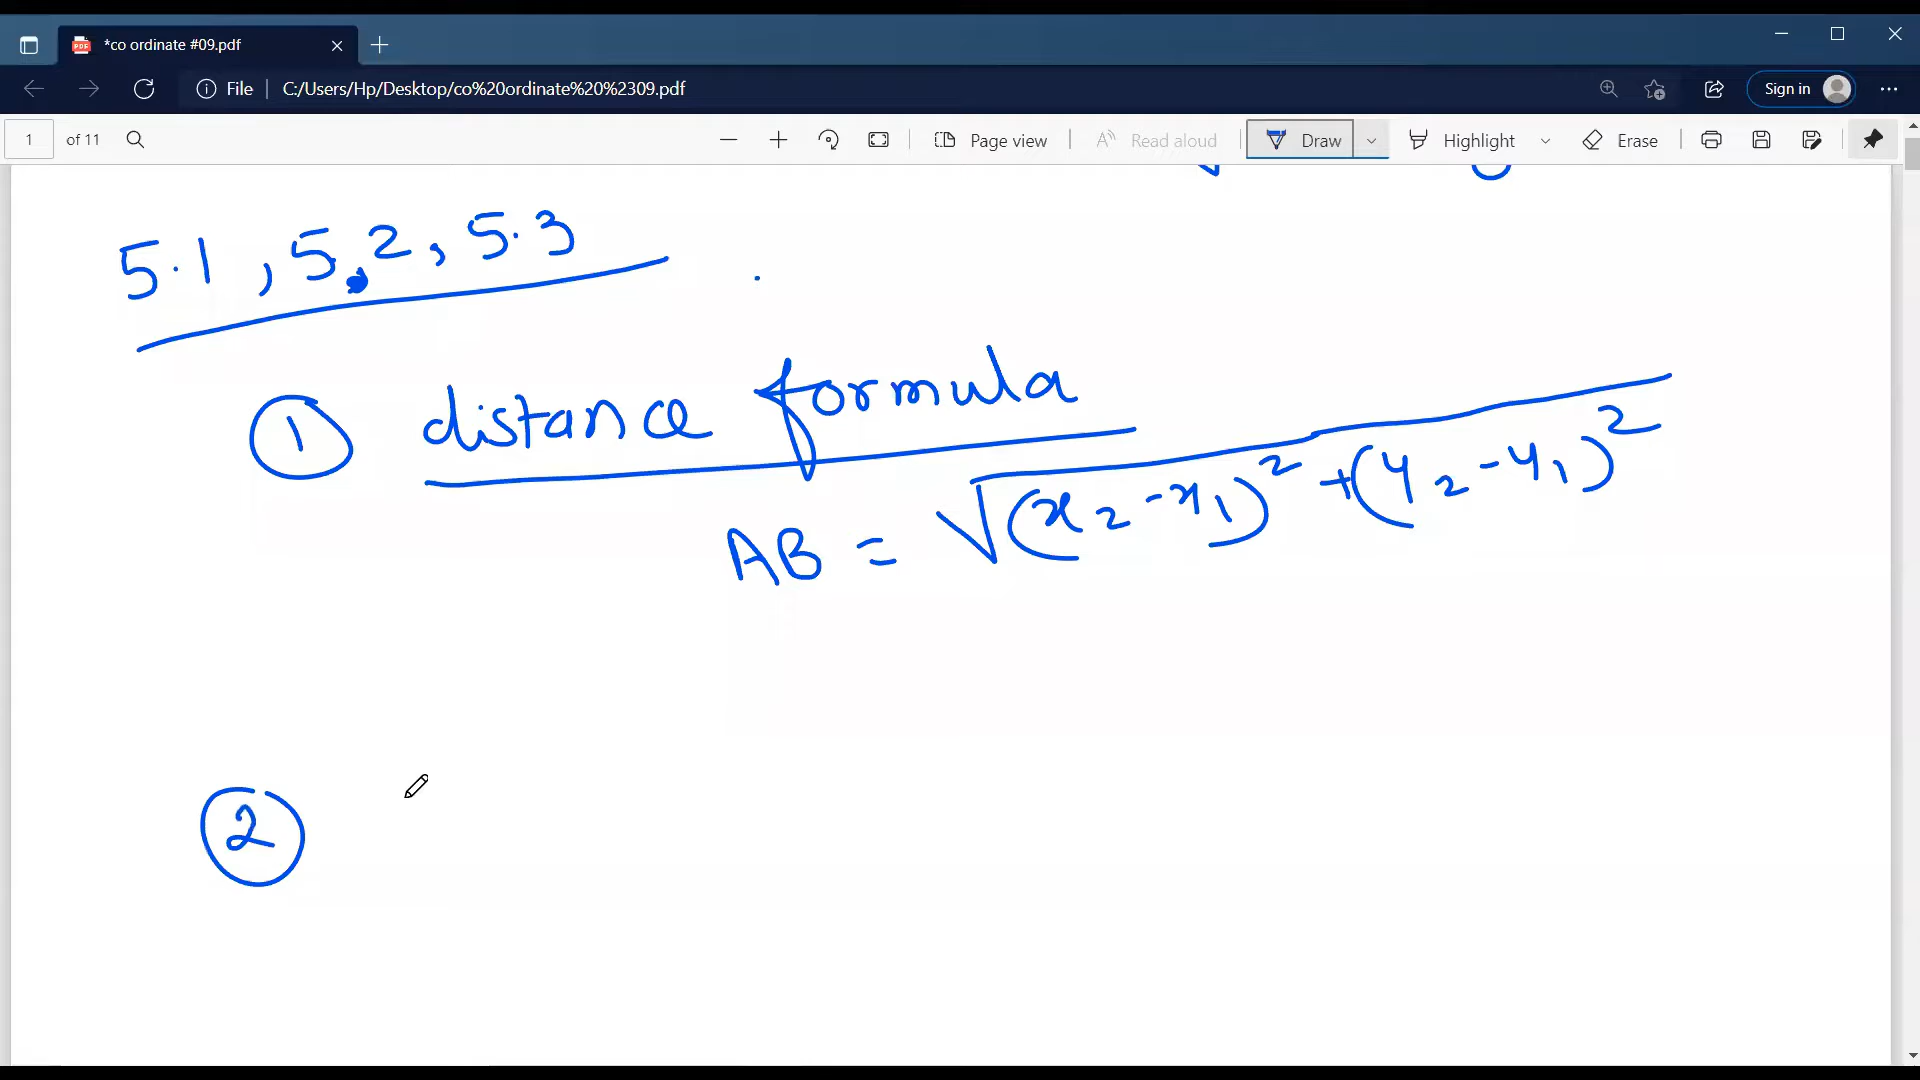 *co ordinate #09.pdf
File | C:/Users/Hp/Desktop/co%20ordinate%20%2309.pdf
Sign in
1 of 11
Page view
Read aloud
Draw
Highlight
Erase
5.1 , 5.2, 5.3
1 distance formula
AB = √(x₂-x₁)² + (y₂-y₁)²
2